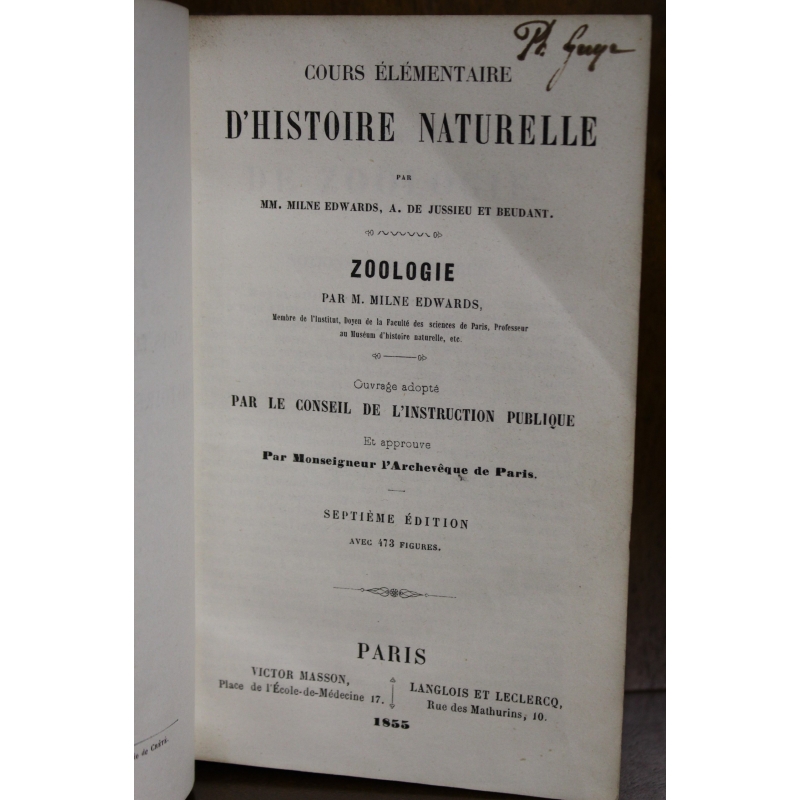 COURS ÉLÉMENTAIRE
D'HISTOIRE NATURELLE
PAR
MM. MILNE EDWARDS, A. DE JUSSIEU ET BEUDANT.
ZOOLOGIE
PAR M. MILNE EDWARDS,
Membre de l'Institut, Doyen de la Faculté des sciences de Paris, Professeur
au Muséum d'histoire naturelle, etc.
Ouvrage adopté
PAR LE CONSEIL DE L'INSTRUCTION PUBLIQUE
Et approuvé
Par Monseigneur l'Archevêque de Paris.
SEPTIÈME ÉDITION
AVEC 473 FIGURES.
PARIS
VICTOR MASSON,
Place de l'École-de-Médecine 17.
LANGLOIS ET LECLERCQ,
Rue des Mathurins, 10.
1855
de CRÉTÉ.